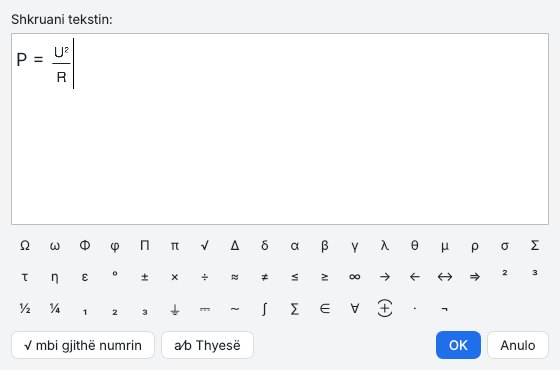 Shkruani tekstin:
P = U²/R
Ω ω Φ φ Π π √ Δ δ α β γ λ θ μ ρ σ Σ
τ η ε ° ± × ÷ ≈ ≠ ≤ ≥ ∞ → ← ↔ ⇒ ² ³
½ ¼ ₁ ₂ ₃ ⏚ ⎓ ~ ∫ ∑ ∈ ∀ ⨁ · ¬
√ mbi gjithë numrin a⁄b Thyesë OK Anulo